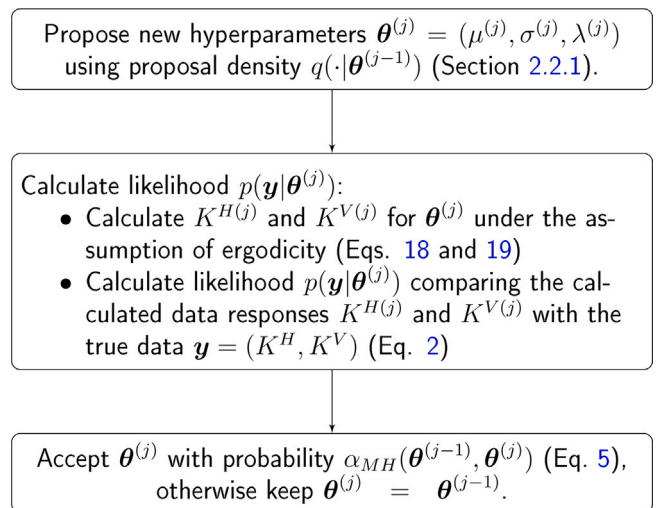 Propose new hyperparameters θ^(j) = (μ^(j), σ^(j), λ^(j))
using proposal density q(·|θ^(j−1)) (Section 2.2.1).
Calculate likelihood p(y|θ^(j)):
• Calculate K^H(j) and K^V(j) for θ^(j) under the as-
sumption of ergodicity (Eqs. 18 and 19)
• Calculate likelihood p(y|θ^(j)) comparing the cal-
culated data responses K^H(j) and K^V(j) with the
true data y = (K^H, K^V) (Eq. 2)
Accept θ^(j) with probability α_MH(θ^(j−1), θ^(j)) (Eq. 5),
otherwise keep θ^(j) = θ^(j−1).